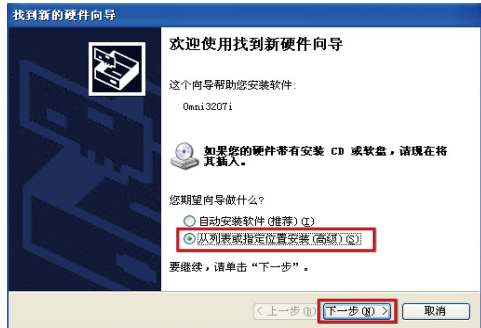 找到新的硬件向导
欢迎使用找到新硬件向导
这个向导帮助您安装软件:
Omni3207i
如果您的硬件带有安装 CD 或软盘，请现在将
其插入。
您期望向导做什么?
自动安装软件(推荐)(I)
从列表或指定位置安装(高级)(S)
要继续，请单击“下一步”。
< 上一步(B)
下一步(N) >
取消